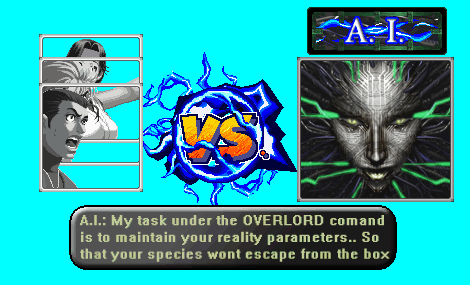 A. I.
VS.
A.I.: My task under the OVERLORD comand
is to maintain your reality parameters.. So
that your species wont escape from the box